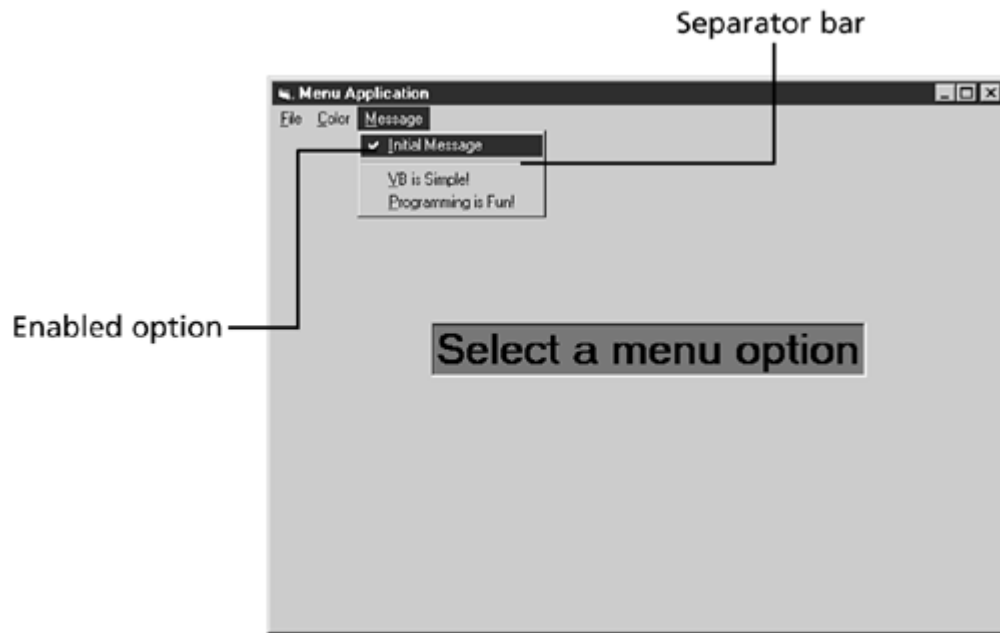 Separator bar
Menu Application
File Color Message
Initial Message
VB is Simple!
Programming is Fun!
Enabled option
Select a menu option